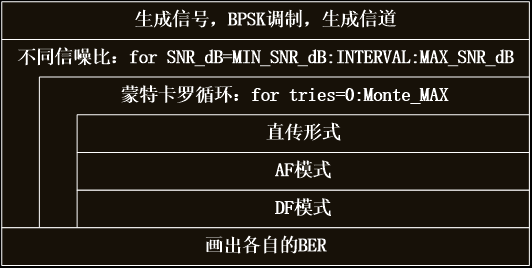 生成信号，BPSK调制，生成信道
不同信噪比：for SNR_dB=MIN_SNR_dB:INTERVAL:MAX_SNR_dB
蒙特卡罗循环：for tries=0:Monte_MAX
直传形式
AF模式
DF模式
画出各自的BER